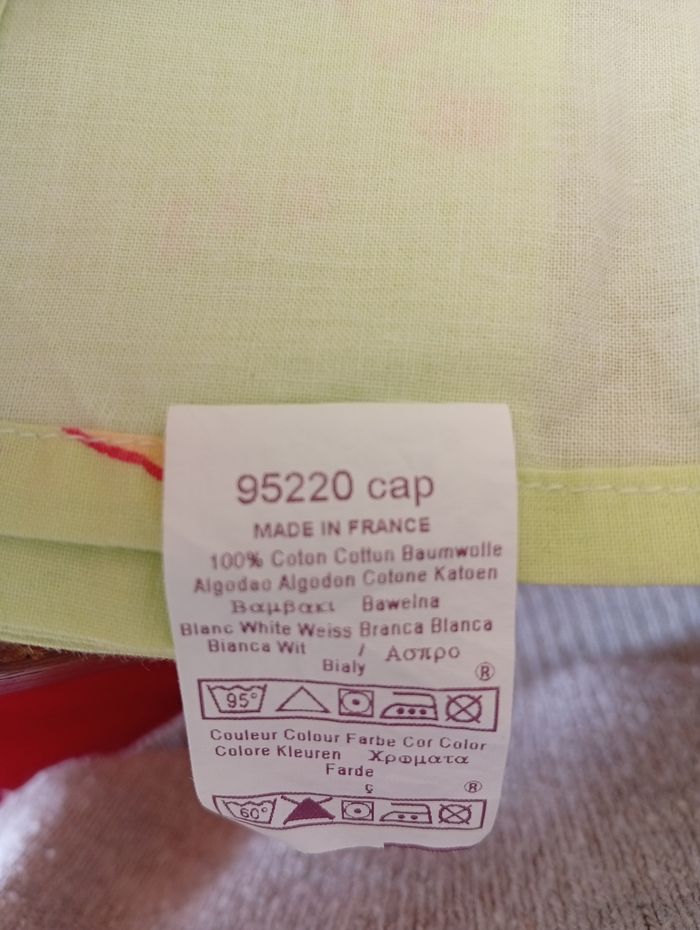 95220 cap
MADE IN FRANCE
100% Coton Cottun Baumwolle
Algodao Algodon Cotone Katoen
Βαμβακι Bawelna
Blanc White Weiss Branca Blanca
Bianca Wit / Ασπρο
Bialy
®
95°
Couleur Colour Farbe Cor Color
Colore Kleuren Χρωματα
Farde
ς ®
60°